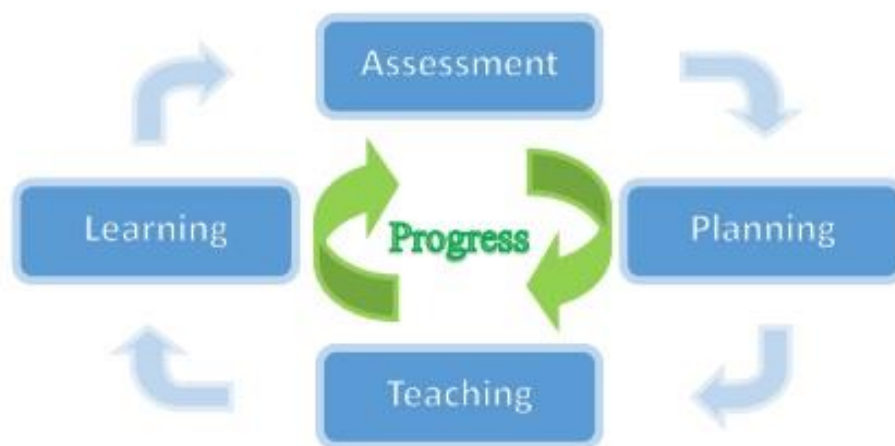 Assessment
Learning
Progress
Planning
Teaching